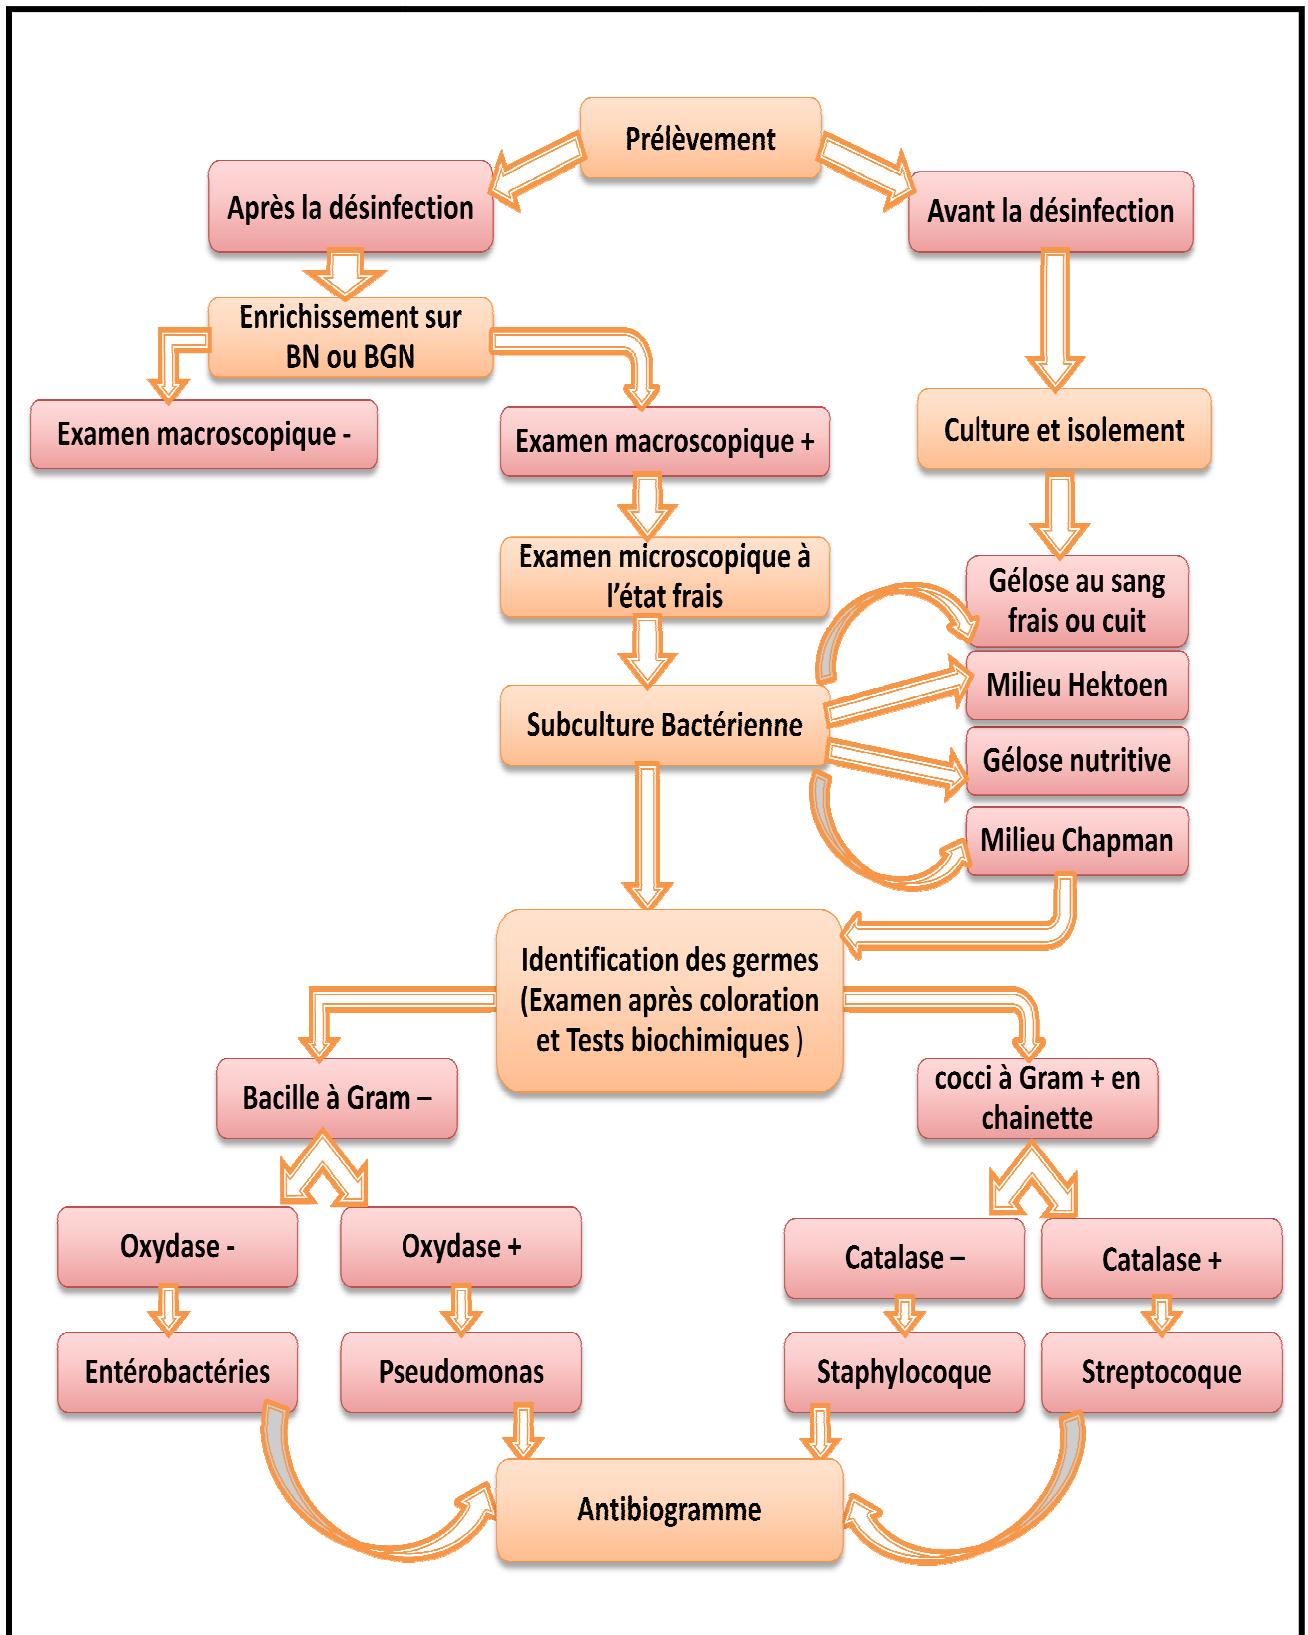 Prélèvement
Après la désinfection
Avant la désinfection
Enrichissement sur
BN ou BGN
Examen macroscopique -
Examen macroscopique +
Culture et isolement
Examen microscopique à
l'état frais
Gélose au sang
frais ou cuit
Milieu Hektoen
Subculture Bactérienne
Gélose nutritive
Milieu Chapman
Identification des germes
(Examen après coloration
et Tests biochimiques )
Bacille à Gram –
cocci à Gram + en
chainette
Oxydase -
Oxydase +
Catalase –
Catalase +
Entérobactéries
Pseudomonas
Staphylocoque
Streptocoque
Antibiogramme